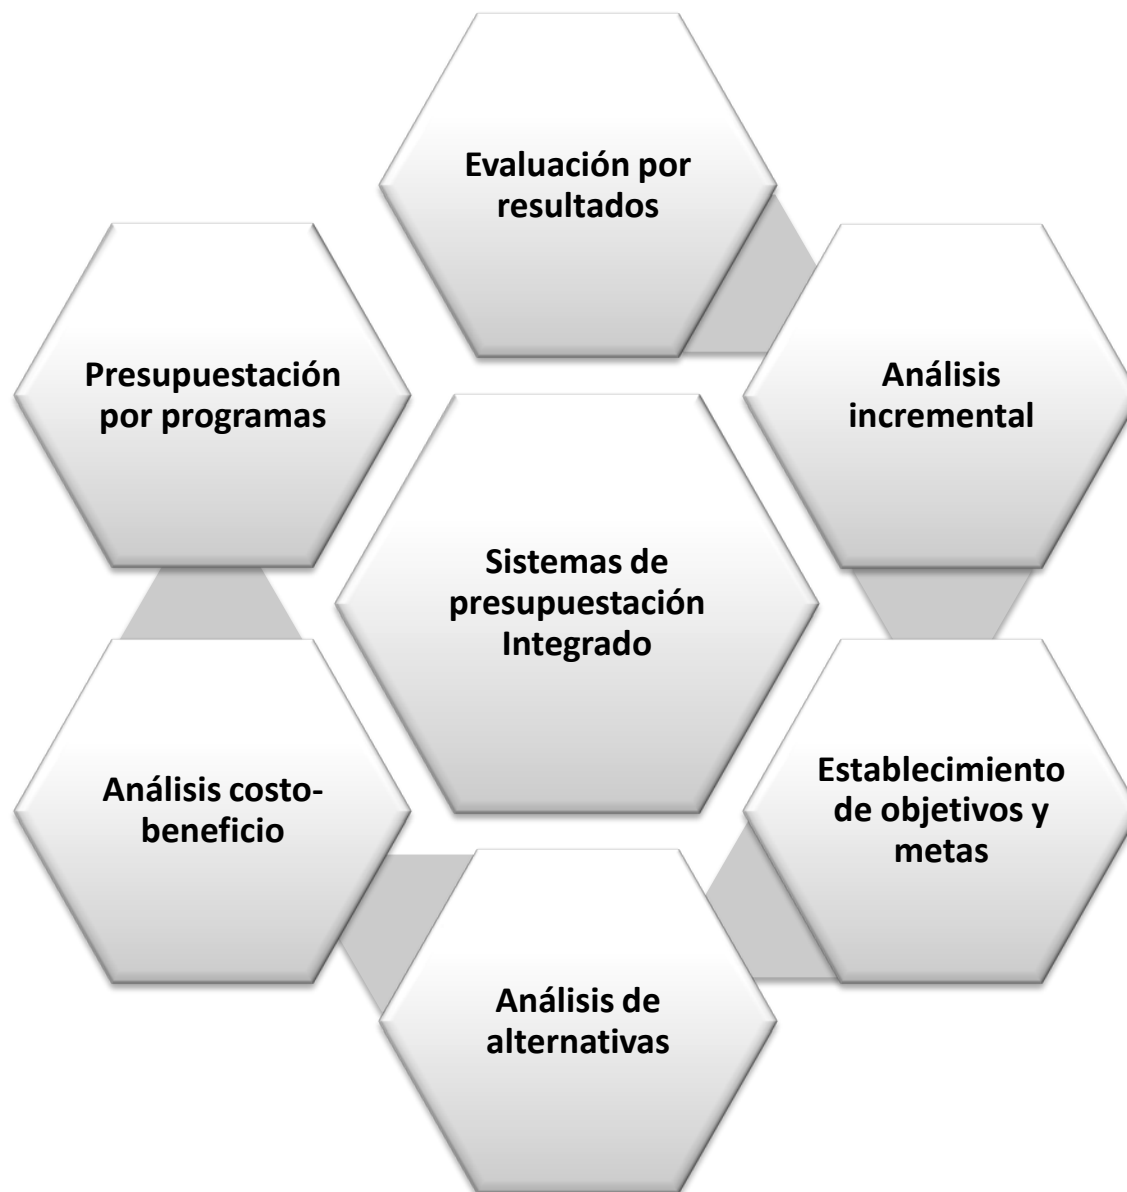 Evaluación por
resultados
Presupuestación
por programas
Análisis
incremental
Sistemas de
presupuestación
Integrado
Análisis costo-
beneficio
Establecimiento
de objetivos y
metas
Análisis de
alternativas